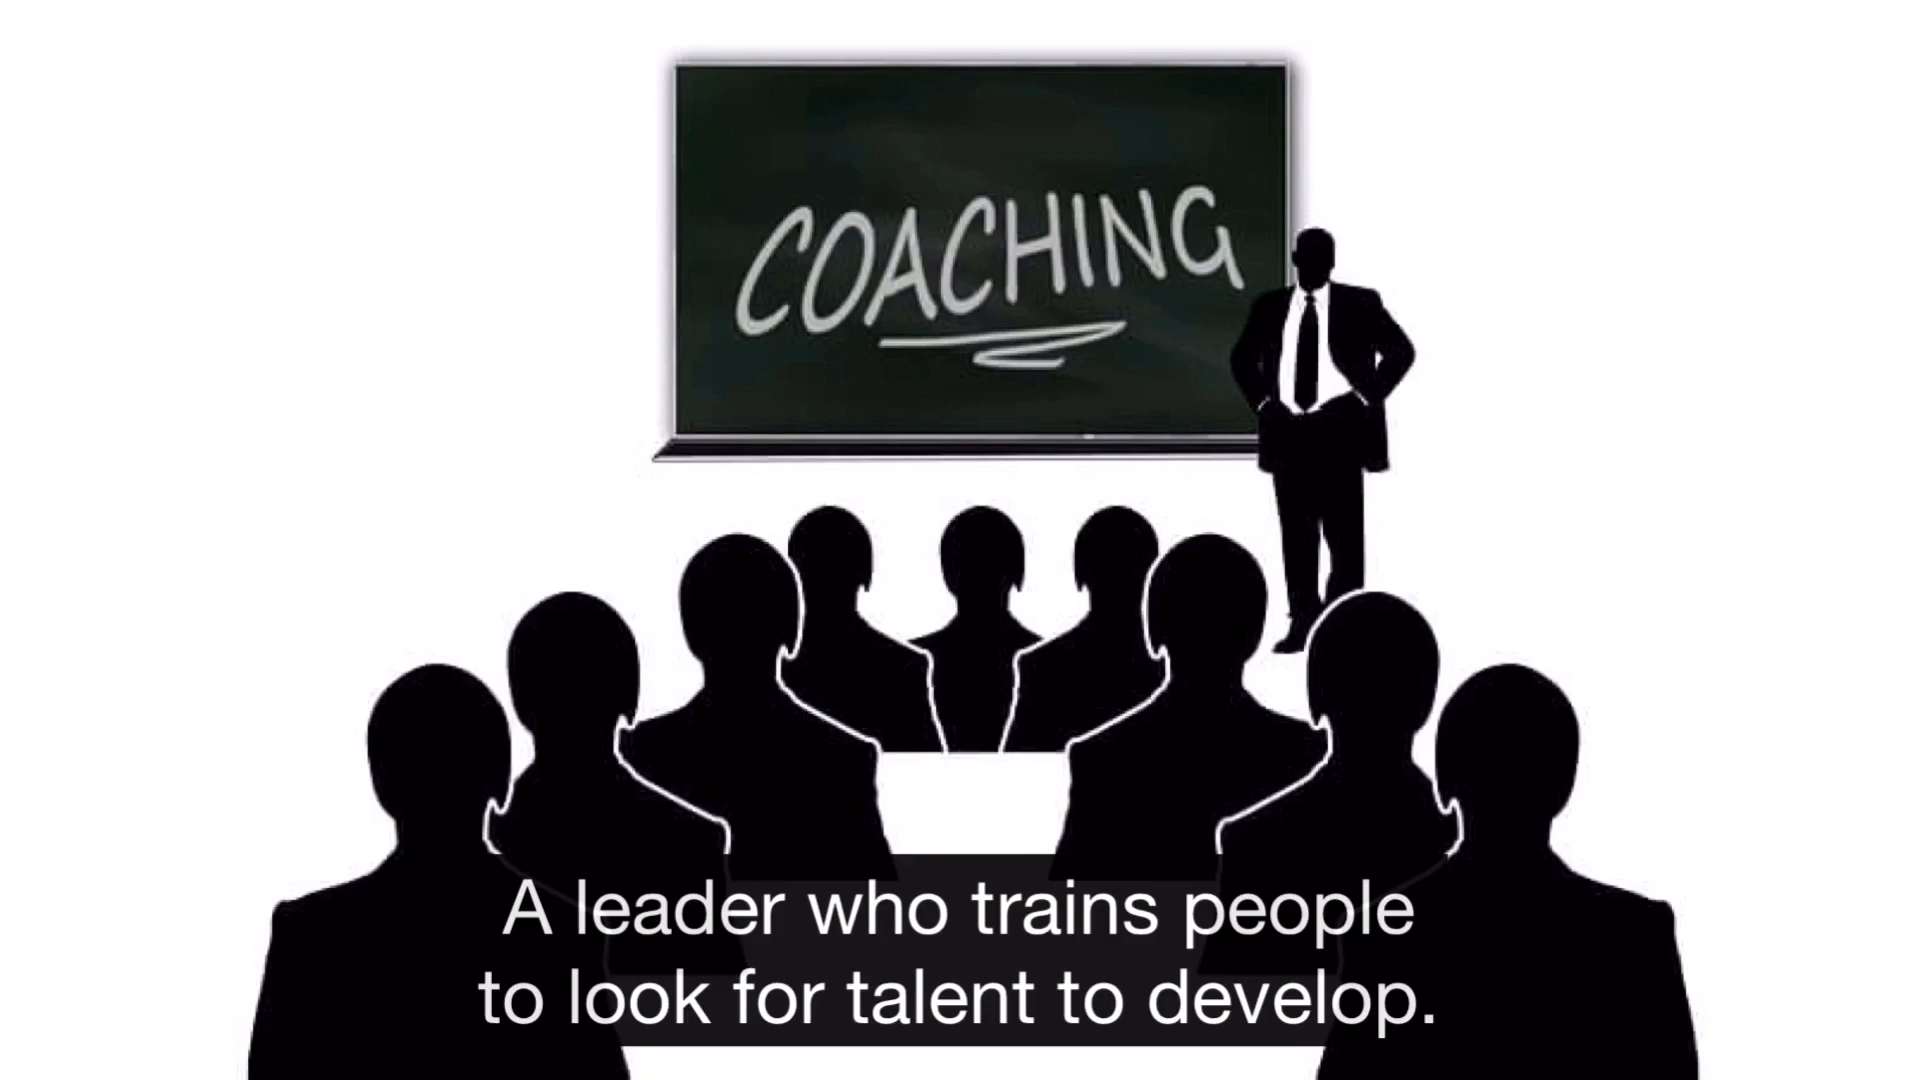 COACHING
A leader who trains people
to look for talent to develop.